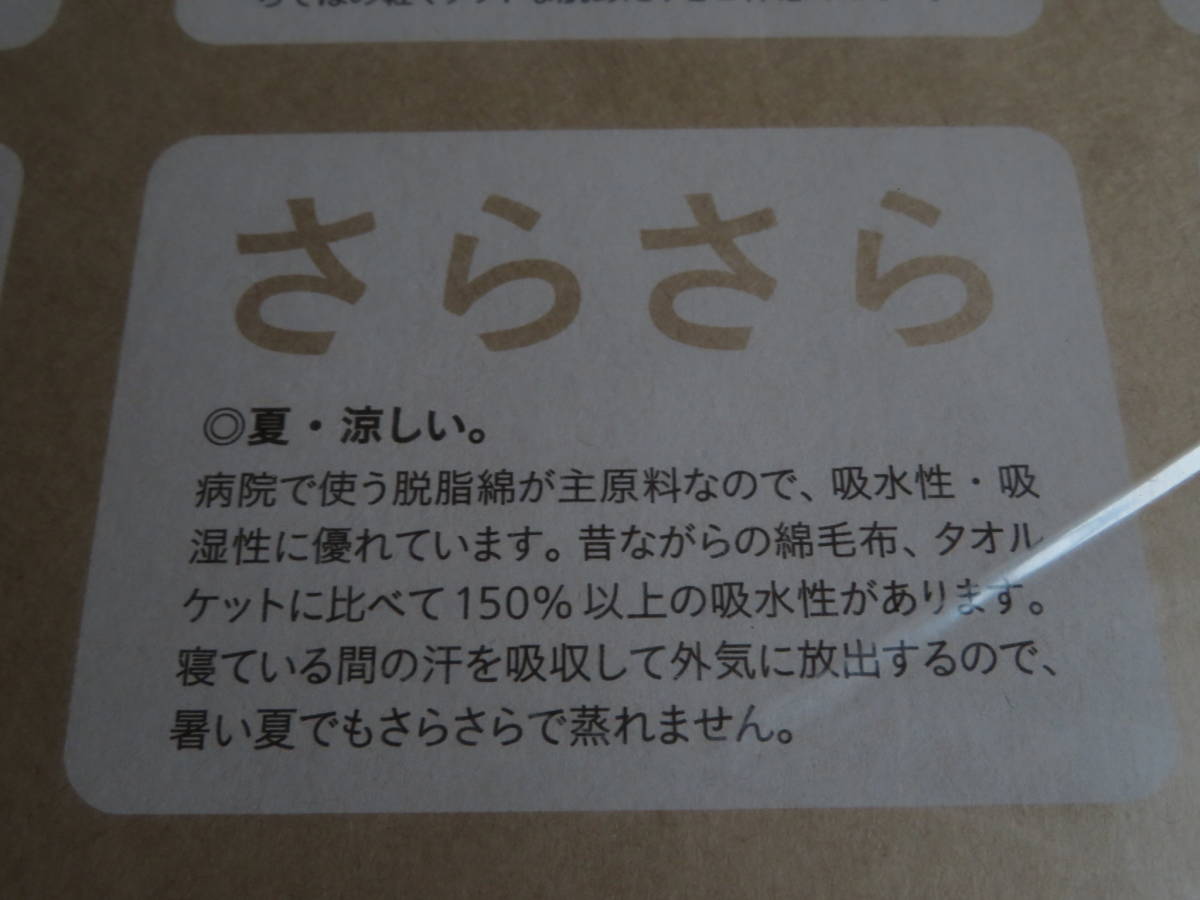 さらさら
◎夏・涼しい。
病院で使う脱脂綿が主原料なので、吸水性・吸
湿性に優れています。昔ながらの綿毛布、タオル
ケットに比べて150%以上の吸水性があります。
寝ている間の汗を吸収して外気に放出するので、
暑い夏でもさらさらで蒸れません。